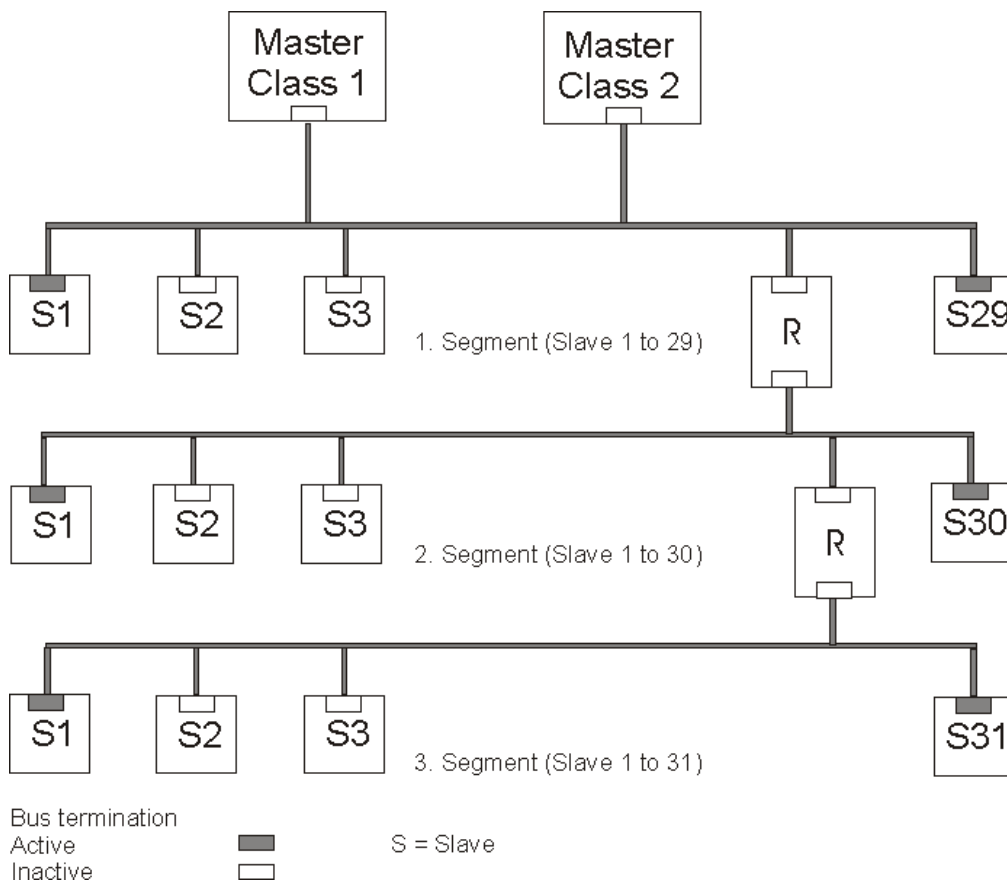 Master
Class 1
Master
Class 2
S1
S2
S3
R
S29
1. Segment (Slave 1 to 29)
S1
S2
S3
R
S30
2. Segment (Slave 1 to 30)
S1
S2
S3
S31
3. Segment (Slave 1 to 31)
Bus termination
Active
S = Slave
Inactive